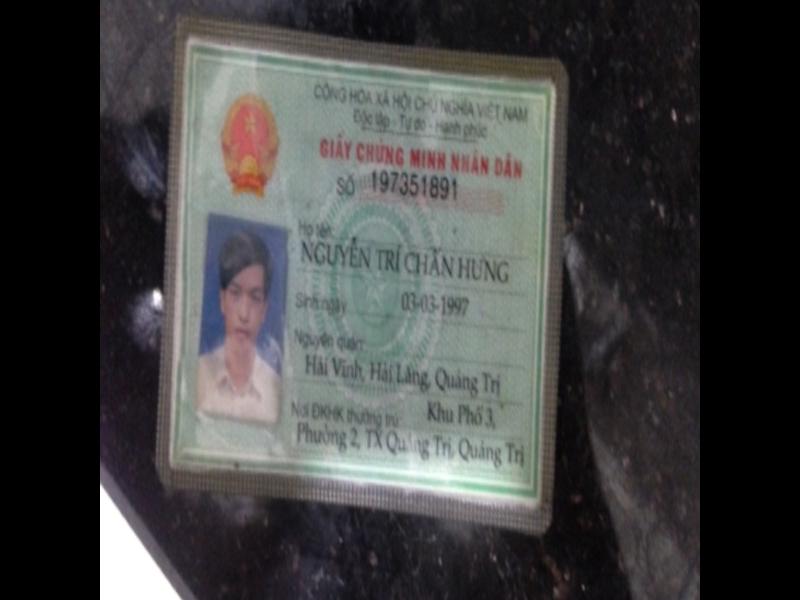 CỘNG HÒA XÃ HỘI CHỦ NGHĨA VIỆT NAM
Độc lập - Tự do - Hạnh phúc
GIẤY CHỨNG MINH NHÂN DÂN
SỐ 197351891
Họ tên:
NGUYỄN TRÍ CHẤN HƯNG
Sinh ngày 03-03-1997
Nguyên quán:
Hải Vĩnh, Hải Lăng, Quảng Trị
Nơi ĐKHK thường trú: Khu Phố 3,
Phường 2, TX Quảng Trị, Quảng Trị